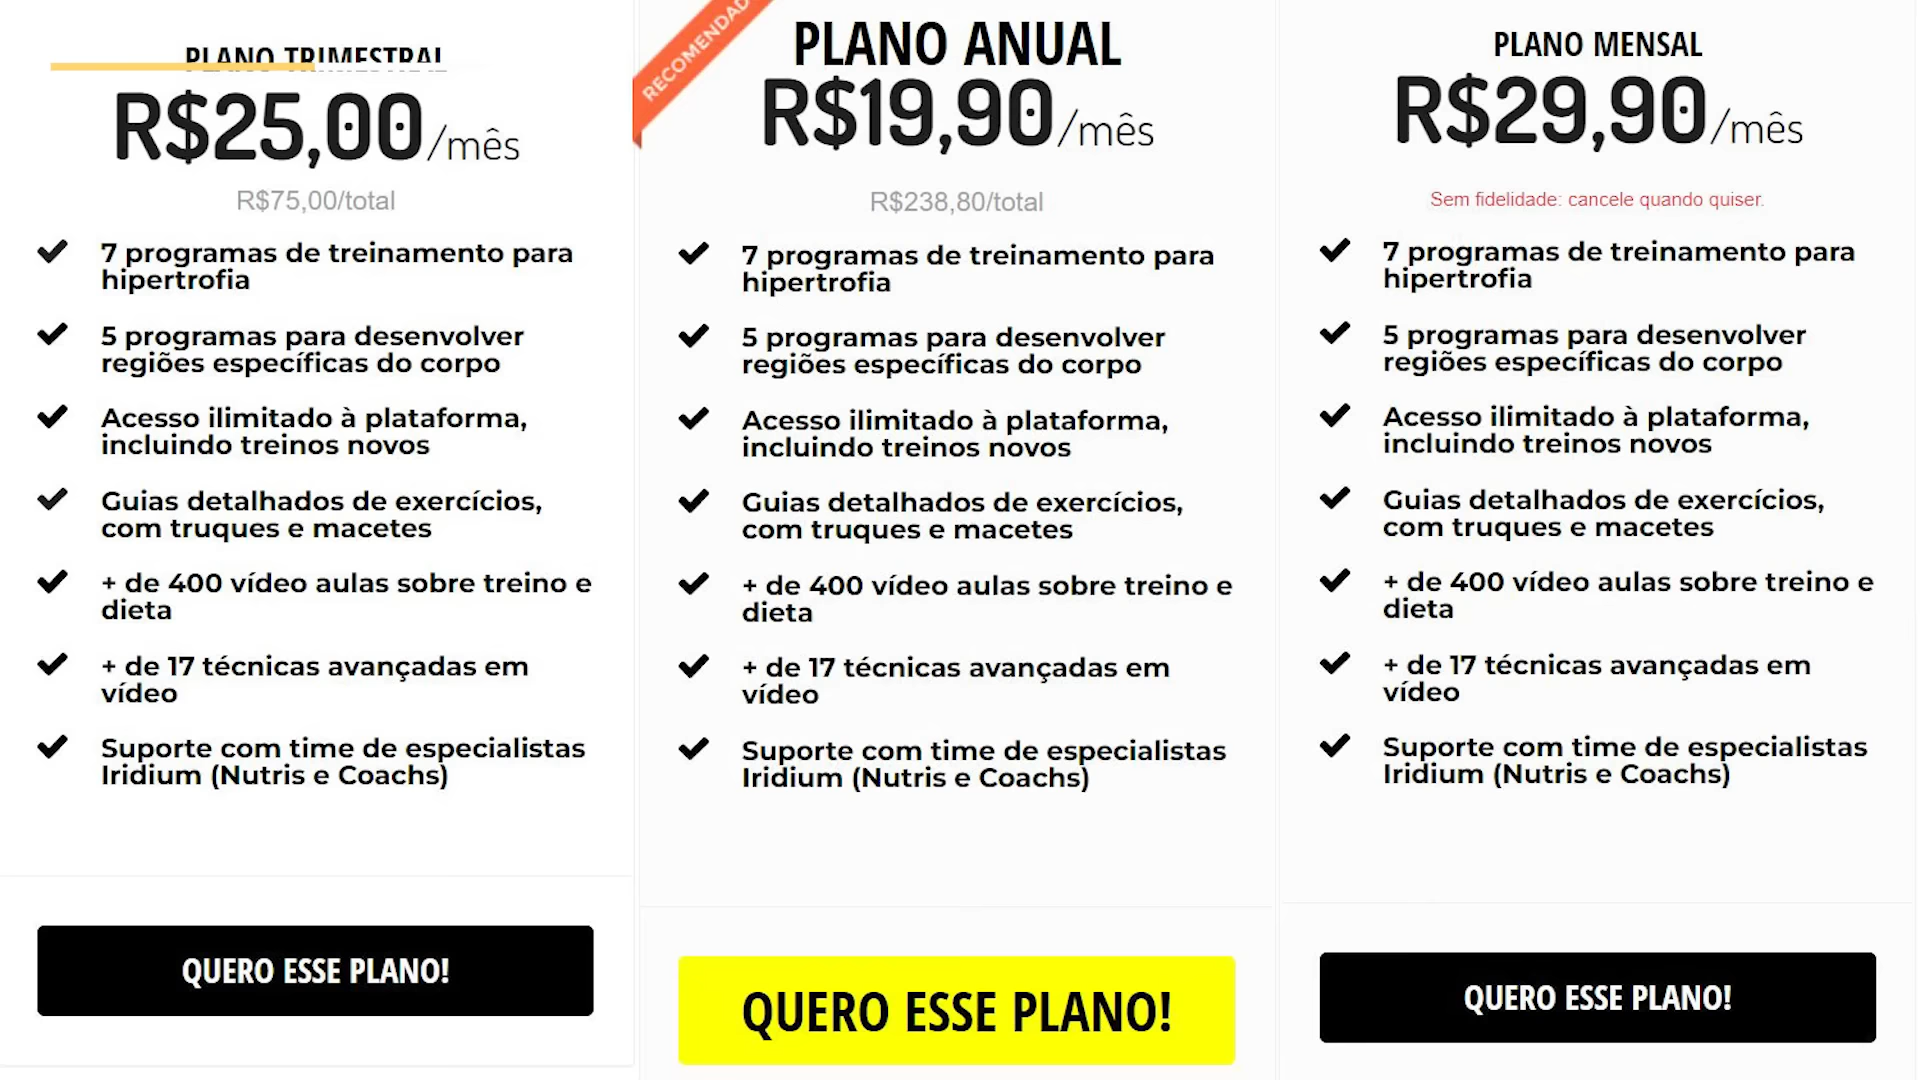 PLANO TRIMESTRAL
R$25,00/mês
R$75,00/total
7 programas de treinamento para
hipertrofia
5 programas para desenvolver
regiões específicas do corpo
Acesso ilimitado à plataforma,
incluindo treinos novos
Guias detalhados de exercícios,
com truques e macetes
+ de 400 vídeo aulas sobre treino e
dieta
+ de 17 técnicas avançadas em
vídeo
Suporte com time de especialistas
Iridium (Nutris e Coachs)
QUERO ESSE PLANO!
RECOMENDAD
PLANO ANUAL
R$19,90/mês
R$238,80/total
7 programas de treinamento para
hipertrofia
5 programas para desenvolver
regiões específicas do corpo
Acesso ilimitado à plataforma,
incluindo treinos novos
Guias detalhados de exercícios,
com truques e macetes
+ de 400 vídeo aulas sobre treino e
dieta
+ de 17 técnicas avançadas em
vídeo
Suporte com time de especialistas
Iridium (Nutris e Coachs)
QUERO ESSE PLANO!
PLANO MENSAL
R$29,90/mês
Sem fidelidade: cancele quando quiser.
7 programas de treinamento para
hipertrofia
5 programas para desenvolver
regiões específicas do corpo
Acesso ilimitado à plataforma,
incluindo treinos novos
Guias detalhados de exercícios,
com truques e macetes
+ de 400 vídeo aulas sobre treino e
dieta
+ de 17 técnicas avançadas em
vídeo
Suporte com time de especialistas
Iridium (Nutris e Coachs)
QUERO ESSE PLANO!